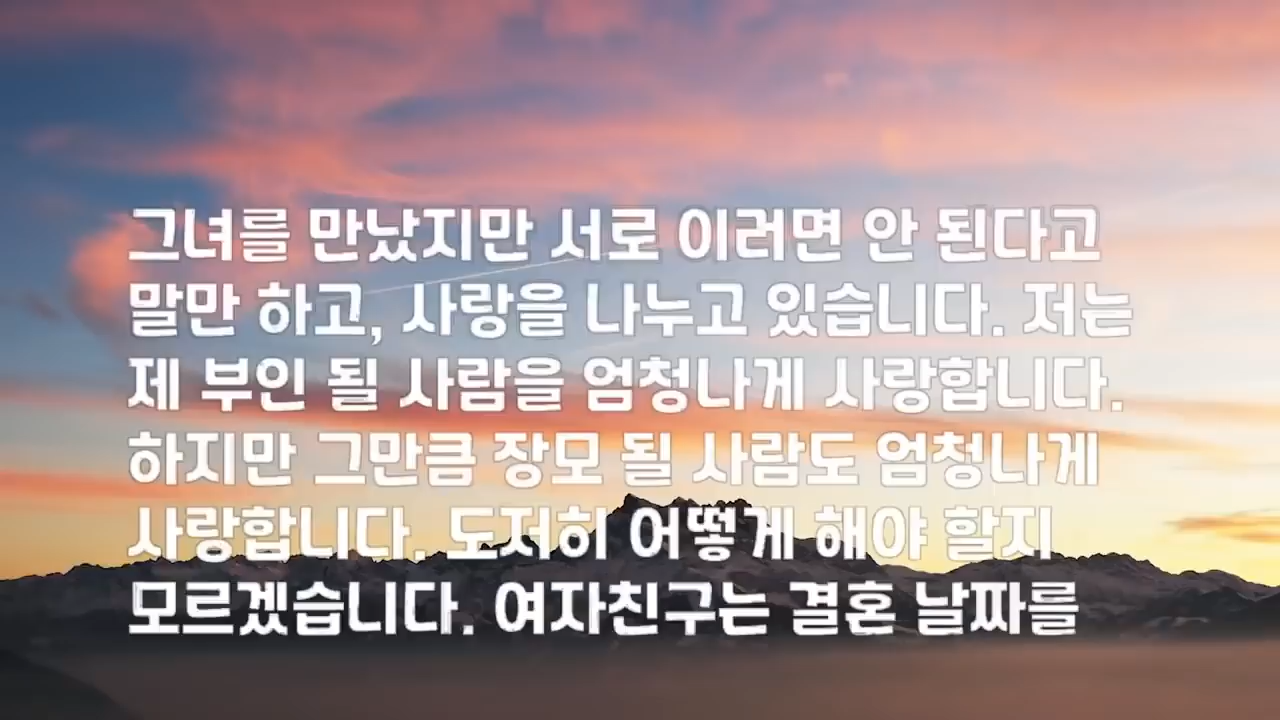 그녀를 만났지만 서로 이러면 안 된다고
말만 하고, 사랑을 나누고 있습니다. 저는
제 부인 될 사람을 엄청나게 사랑합니다.
하지만 그만큼 장모 될 사람도 엄청나게
사랑합니다. 도저히 어떻게 해야 할지
모르겠습니다. 여자친구는 결혼 날짜를